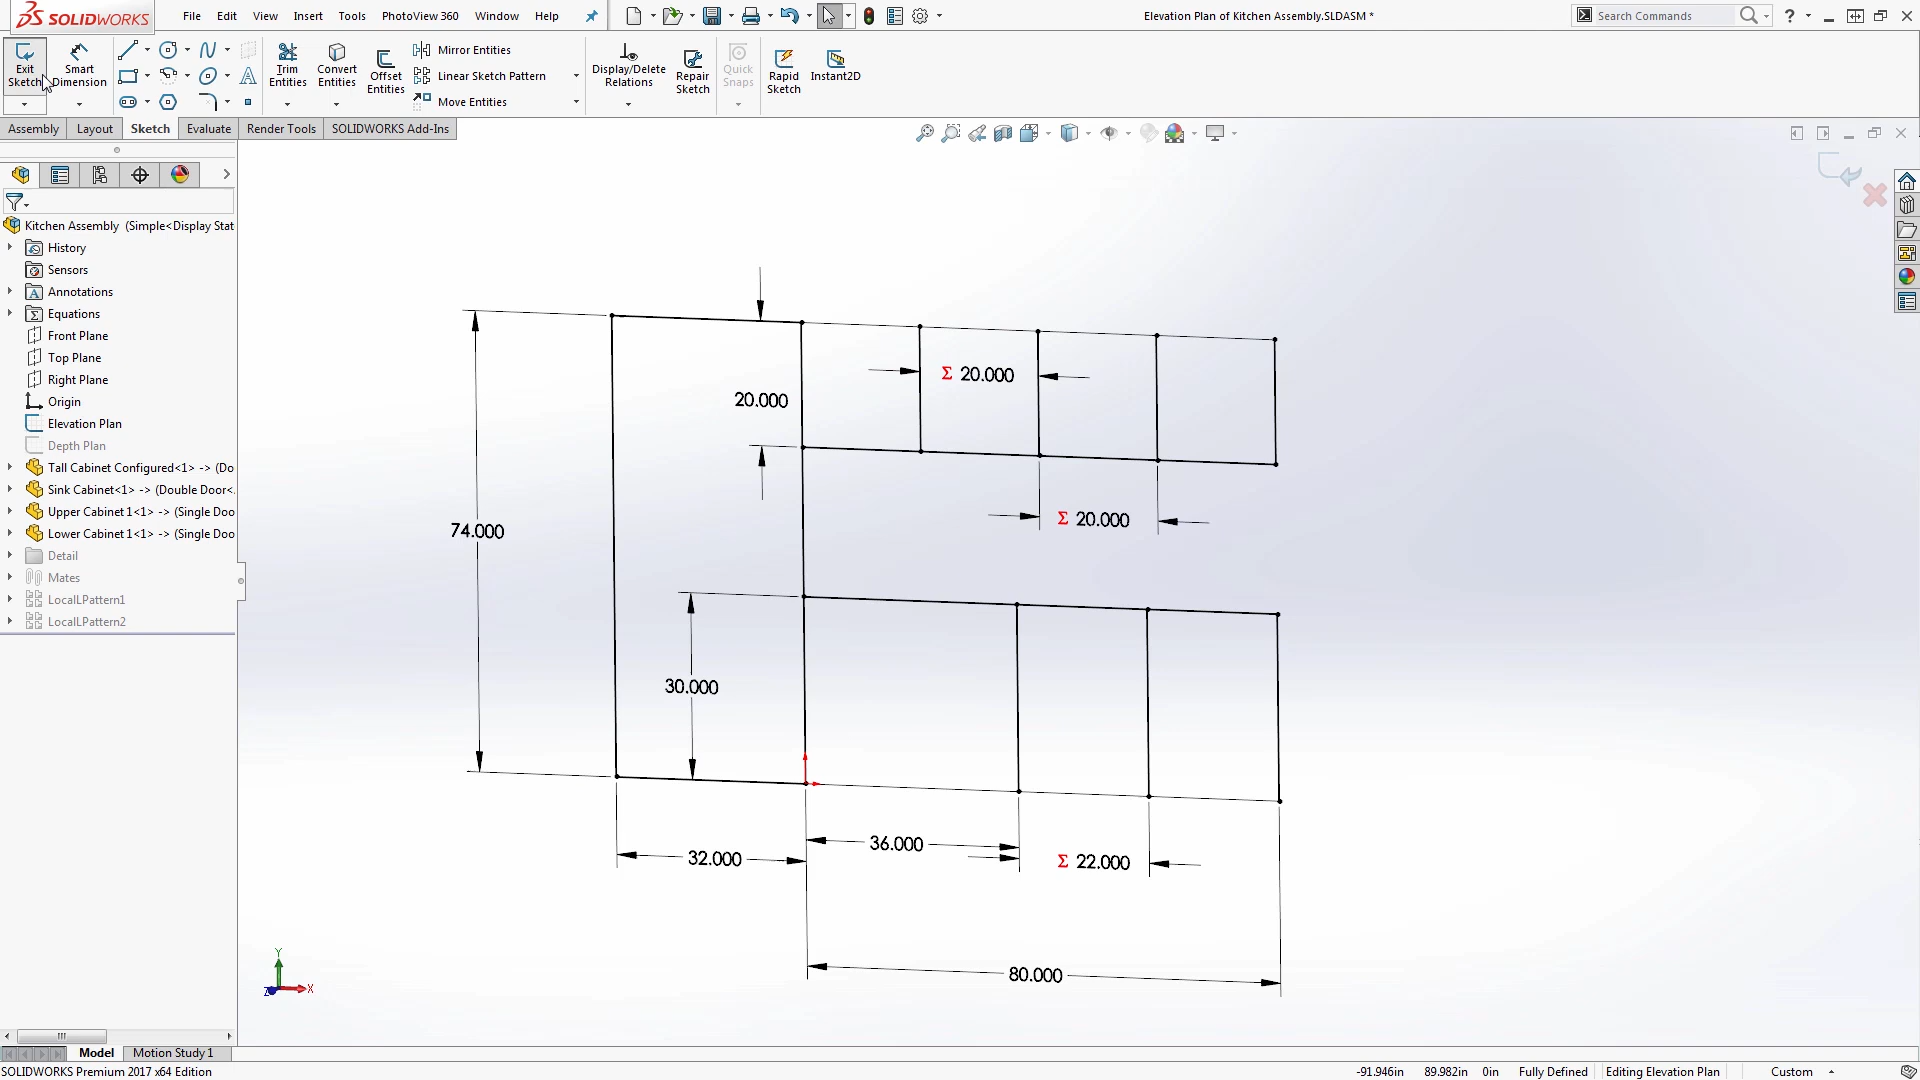 SOLIDWORKS
File Edit View Insert Tools PhotoView 360 Window Help
Elevation Plan of Kitchen Assembly.SLDASM *
Search Commands
Exit Sketch
Smart Dimension
Trim Entities
Convert Entities
Offset Entities
Mirror Entities
Linear Sketch Pattern
Move Entities
Display/Delete Relations
Repair Sketch
Quick Snaps
Rapid Sketch
Instant2D
Assembly Layout Sketch Evaluate Render Tools SOLIDWORKS Add-Ins
Kitchen Assembly (Simple<Display Stat
History
Sensors
Annotations
Equations
Front Plane
Top Plane
Right Plane
Origin
Elevation Plan
Depth Plan
Tall Cabinet Configured<1> -> (Do
Sink Cabinet<1> -> (Double Door<
Upper Cabinet 1<1> -> (Single Doo
Lower Cabinet 1<1> -> (Single Doo
Detail
Mates
LocalLPattern1
LocalLPattern2
Σ 20.000
20.000
Σ 20.000
74.000
30.000
36.000
32.000
Σ 22.000
80.000
Y
Z X
Model Motion Study 1
SOLIDWORKS Premium 2017 x64 Edition
-91.946in 89.982in 0in Fully Defined Editing Elevation Plan Custom